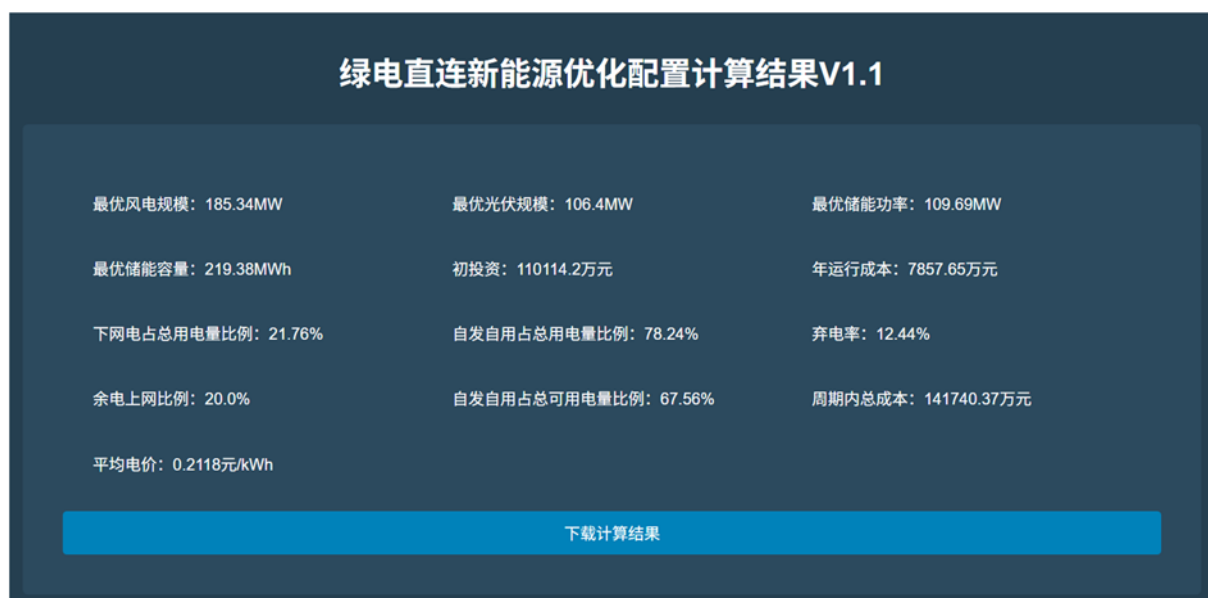 绿电直连新能源优化配置计算结果V1.1
最优风电规模：185.34MW
最优光伏规模：106.4MW
最优储能功率：109.69MW
最优储能容量：219.38MWh
初投资：110114.2万元
年运行成本：7857.65万元
下网电占总用电量比例：21.76%
自发自用占总用电量比例：78.24%
弃电率：12.44%
余电上网比例：20.0%
自发自用占总可用电量比例：67.56%
周期内总成本：141740.37万元
平均电价：0.2118元/kWh
下载计算结果